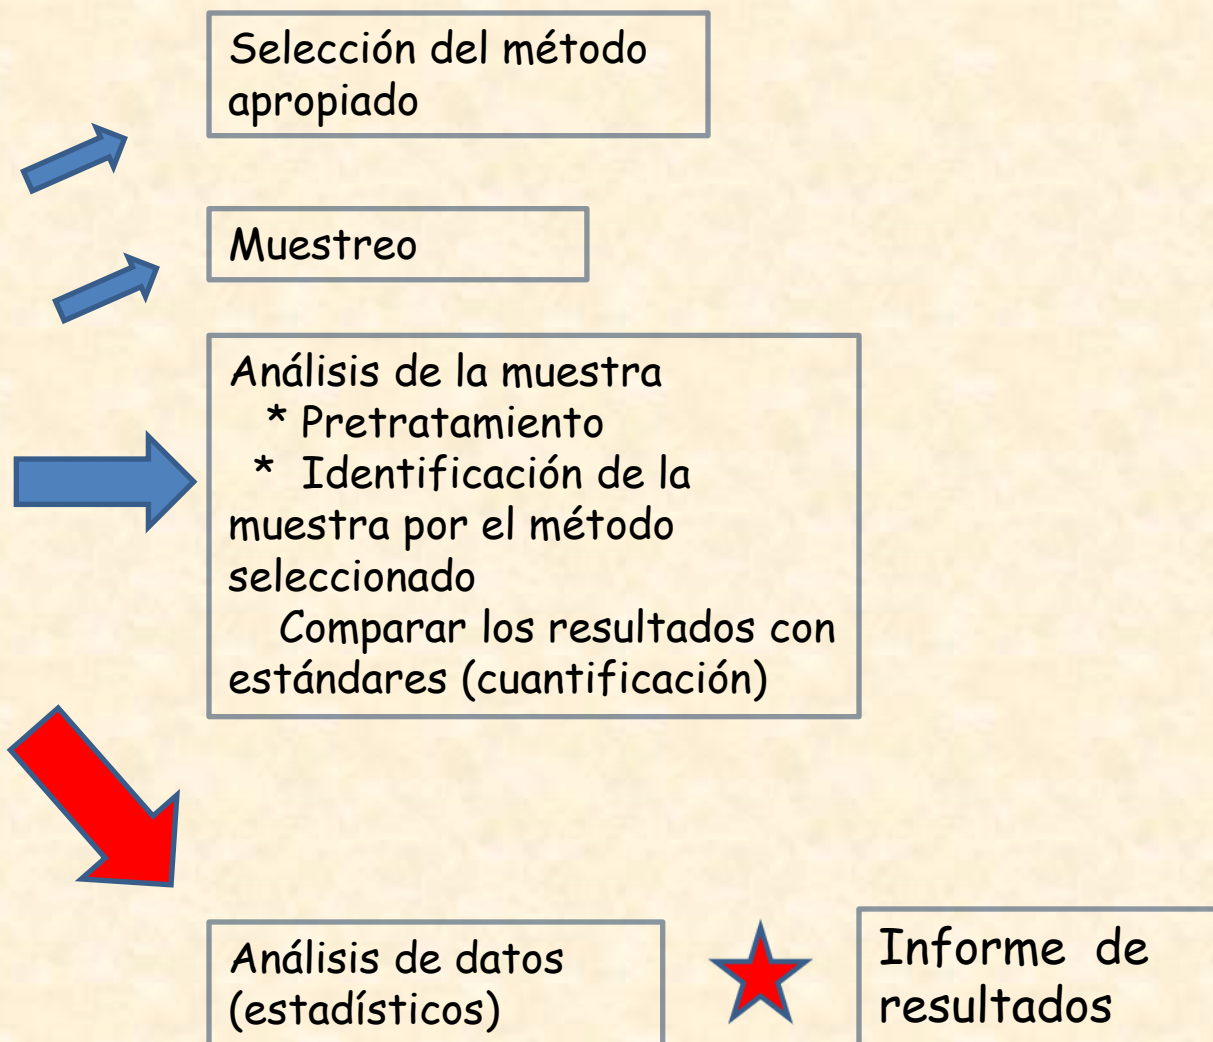 Selección del método
apropiado
Muestreo
Análisis de la muestra
* Pretratamiento
* Identificación de la
muestra por el método
seleccionado
Comparar los resultados con
estándares (cuantificación)
Análisis de datos
(estadísticos)
Informe de
resultados